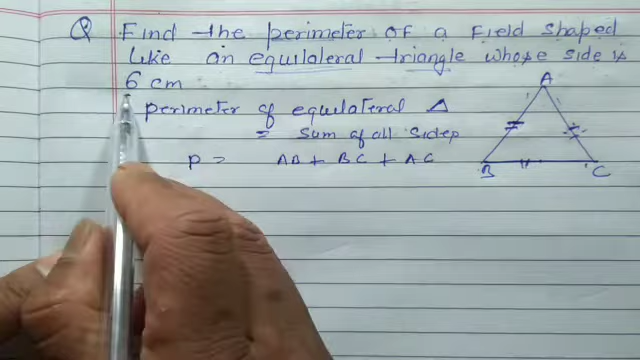 Q Find the perimeter of a field shaped
like an equilateral triangle whose side is
6 cm
perimeter of equilateral Δ
= sum of all sides
P = AB + BC + AC
A
B
C